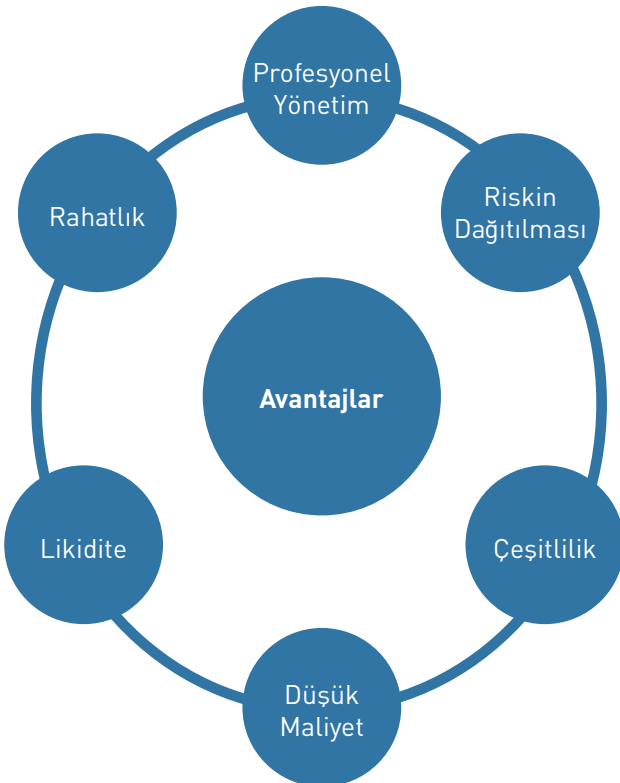 Profesyonel
Yönetim
Riskin
Dağıtılması
Rahatlık
Avantajlar
Likidite
Çeşitlilik
Düşük
Maliyet